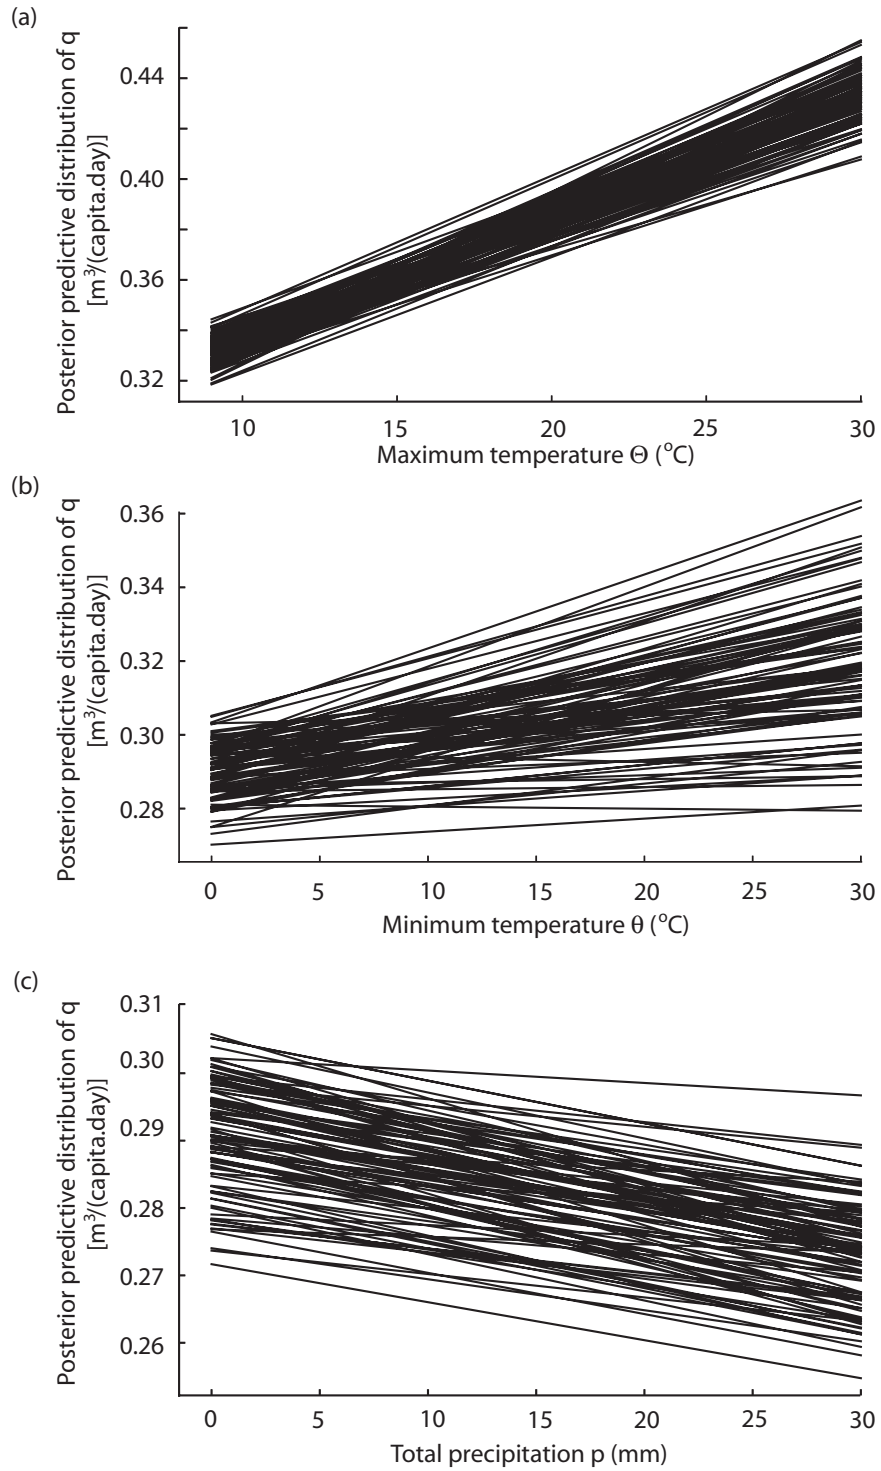 (a)
Posterior predictive distribution of q
[m³/(capita.day)]
0.44
0.40
0.36
0.32
10 15 20 25 30
Maximum temperature Θ (°C)
(b)
Posterior predictive distribution of q
[m³/(capita.day)]
0.36
0.34
0.32
0.30
0.28
0 5 10 15 20 25 30
Minimum temperature θ (°C)
(c)
Posterior predictive distribution of q
[m³/(capita.day)]
0.31
0.30
0.29
0.28
0.27
0.26
0 5 10 15 20 25 30
Total precipitation p (mm)